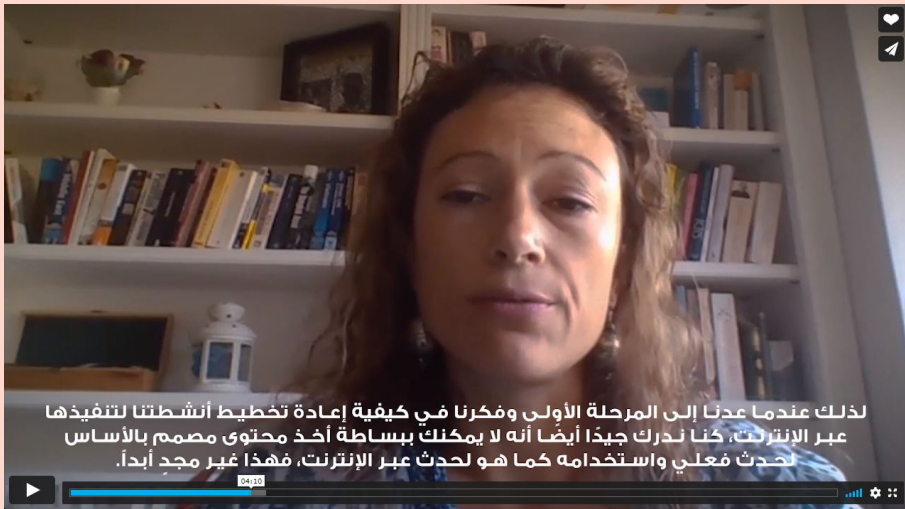 لذلك عندما عدنا إلى المرحلة الأولى وفكرنا في كيفية إعادة تخطيط أنشطتنا لتنفيذها
عبر الإنترنت، كنا ندرك جيدًا أيضًا أنه لا يمكنك ببساطة أخذ محتوى مصمم بالأساس
لحدث فعلي واستخدامه كما هو لحدث عبر الإنترنت، فهذا غير مجدٍ أبداً.
04:10